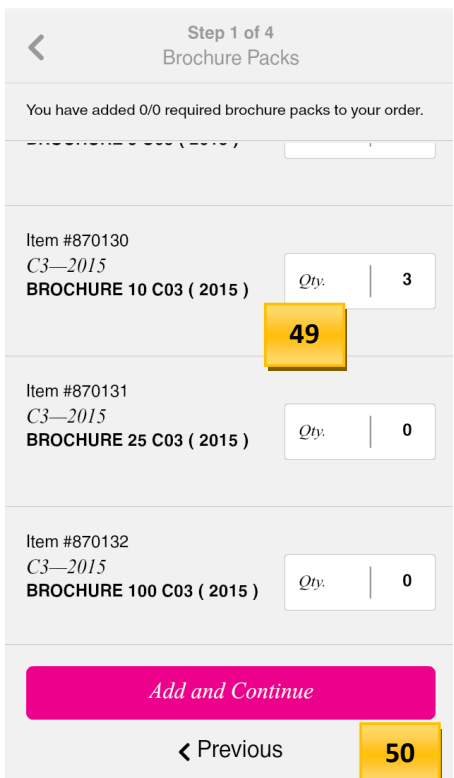 Step 1 of 4
Brochure Packs
You have added 0/0 required brochure packs to your order.
Item #870130
C3—2015
BROCHURE 10 C03 ( 2015 )
Qty. 3
49
Item #870131
C3—2015
BROCHURE 25 C03 ( 2015 )
Qty. 0
Item #870132
C3—2015
BROCHURE 100 C03 ( 2015 )
Qty. 0
Add and Continue
Previous
50